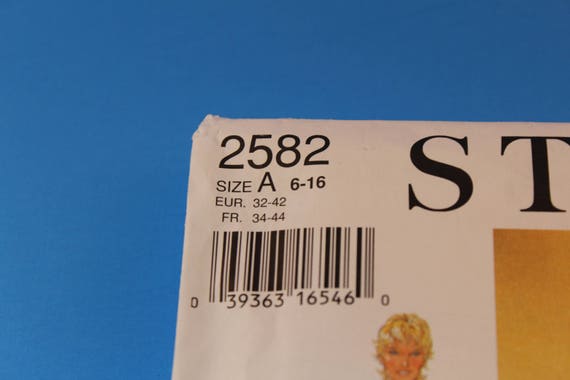 2582
SIZE A 6-16
EUR. 32-42
FR. 34-44
ST
0 39363 16546 0